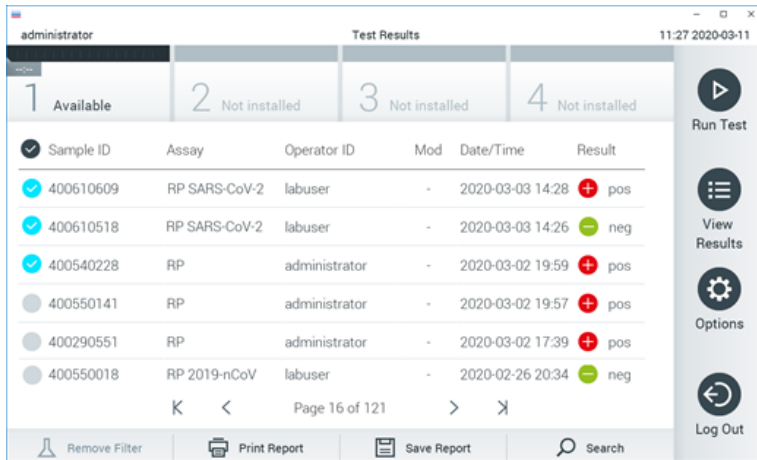 administrator Test Results 11:27 2020-03-11
--:--
1 Available 2 Not installed 3 Not installed 4 Not installed
Run Test
Sample ID Assay Operator ID Mod Date/Time Result
400610609 RP SARS-CoV-2 labuser - 2020-03-03 14:28 pos
400610518 RP SARS-CoV-2 labuser - 2020-03-03 14:26 neg
400540228 RP administrator - 2020-03-02 19:59 pos
400550141 RP administrator - 2020-03-02 19:57 pos
400290551 RP administrator - 2020-03-02 17:39 pos
400550018 RP 2019-nCoV labuser - 2020-02-26 20:34 neg
View
Results
Options
Page 16 of 121
Log Out
Remove Filter Print Report Save Report Search